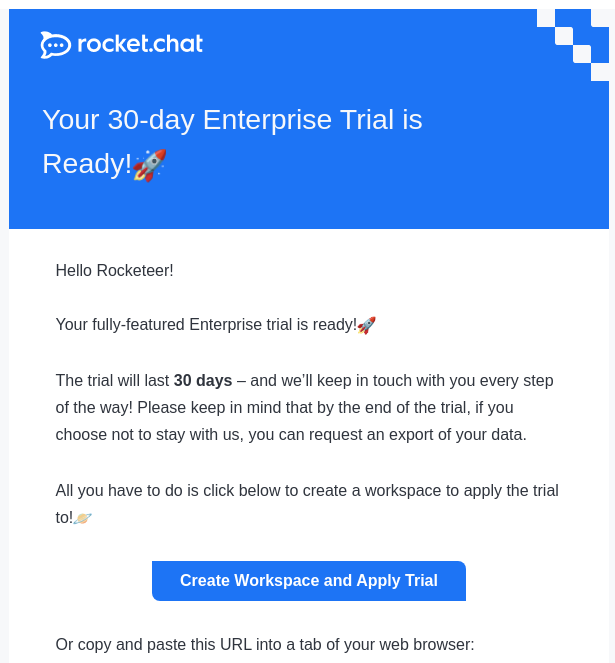 rocket.chat
Your 30-day Enterprise Trial is
Ready!🚀
Hello Rocketeer!
Your fully-featured Enterprise trial is ready!🚀
The trial will last 30 days – and we’ll keep in touch with you every step
of the way! Please keep in mind that by the end of the trial, if you
choose not to stay with us, you can request an export of your data.
All you have to do is click below to create a workspace to apply the trial
to!🪐
Create Workspace and Apply Trial
Or copy and paste this URL into a tab of your web browser: